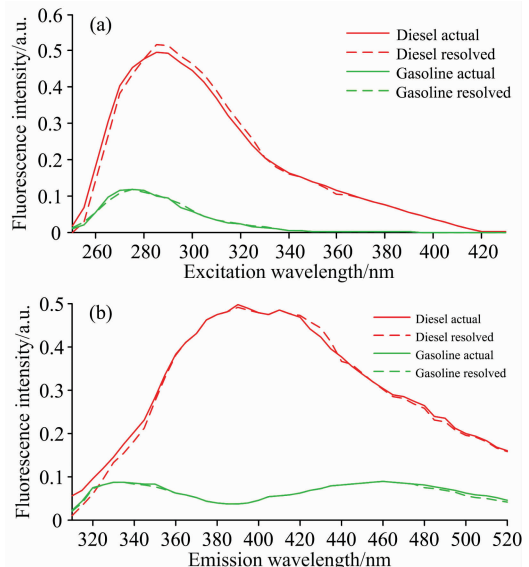 (a)
Diesel actual
Diesel resolved
Gasoline actual
Gasoline resolved
Fluorescence intensity/a.u.
0.6
0.5
0.4
0.3
0.2
0.1
0
260 280 300 320 340 360 380 400 420
Excitation wavelength/nm
(b)
Diesel actual
Diesel resolved
Gasoline actual
Gasoline resolved
Fluorescence intensity/a.u.
0.5
0.4
0.3
0.2
0.1
0
320 340 360 380 400 420 440 460 480 500 520
Emission wavelength/nm